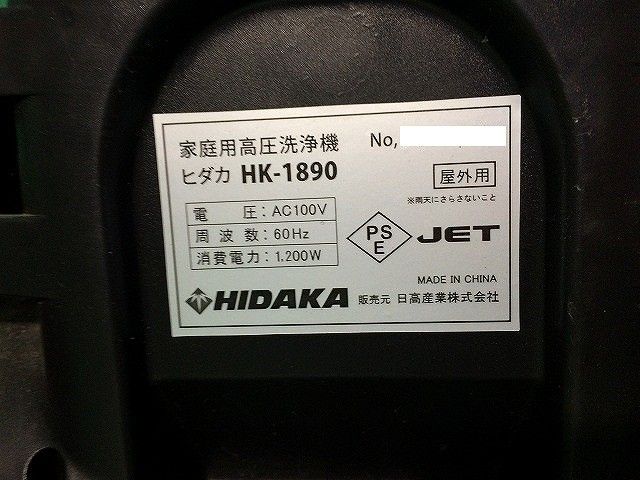 家庭用高圧洗浄機 No,
ヒダカ HK-1890
屋外用
※雨天にさらさないこと
電 圧：AC100V
周 波 数：60Hz
消費電力：1,200W
PS
E
JET
MADE IN CHINA
HIDAKA 販売元 日高産業株式会社